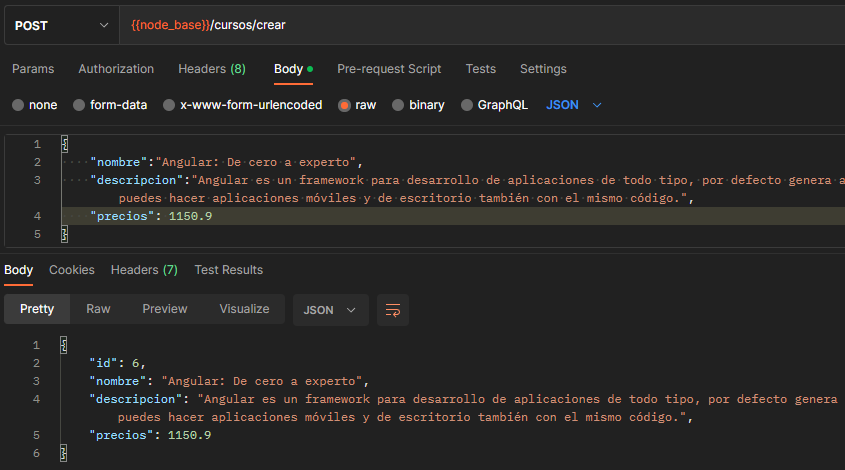 POST {{node_base}}/cursos/crear
Params Authorization Headers (8) Body Pre-request Script Tests Settings
none form-data x-www-form-urlencoded raw binary GraphQL JSON
1 {
2 "nombre":"Angular: De cero a experto",
3 "descripcion":"Angular es un framework para desarrollo de aplicaciones de todo tipo, por defecto genera a
puedes hacer aplicaciones móviles y de escritorio también con el mismo código.",
4 "precios": 1150.9
5 }
Body Cookies Headers (7) Test Results
Pretty Raw Preview Visualize JSON
1 {
2 "id": 6,
3 "nombre": "Angular: De cero a experto",
4 "descripcion": "Angular es un framework para desarrollo de aplicaciones de todo tipo, por defecto genera
puedes hacer aplicaciones móviles y de escritorio también con el mismo código.",
5 "precios": 1150.9
6 }